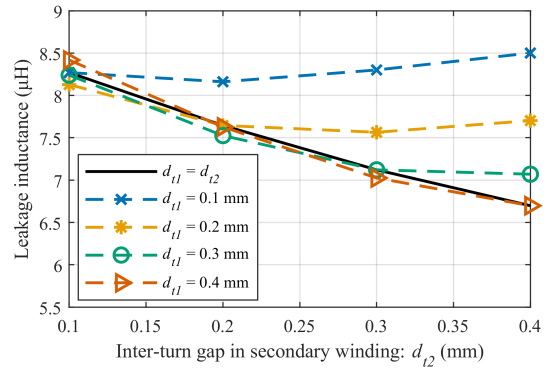 9
8.5
8
7.5
7
6.5
6
5.5
Leakage inductance (μH)
d_t1 = d_t2
d_t1 = 0.1 mm
d_t1 = 0.2 mm
d_t1 = 0.3 mm
d_t1 = 0.4 mm
0.1 0.15 0.2 0.25 0.3 0.35 0.4
Inter-turn gap in secondary winding: d_t2 (mm)